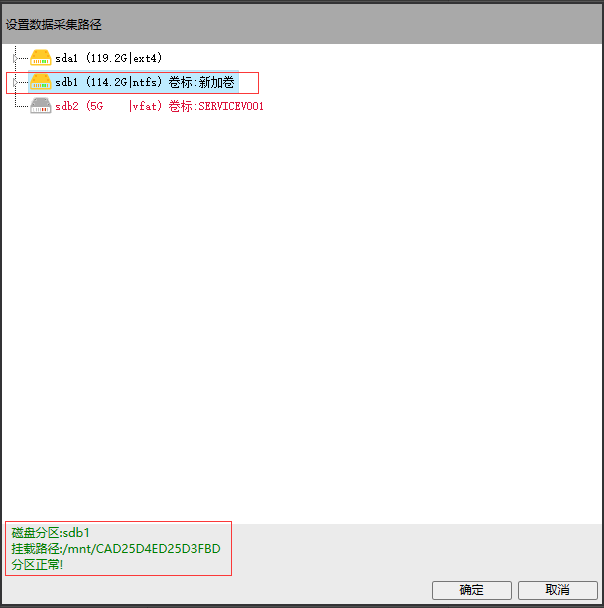 设置数据采集路径
sda1 (119.2G|ext4)
sdb1 (114.2G|ntfs) 卷标:新加卷
sdb2 (5G    |vfat) 卷标:SERVICEV001
磁盘分区:sdb1
挂载路径:/mnt/CAD25D4ED25D3FBD
分区正常!
确定 取消